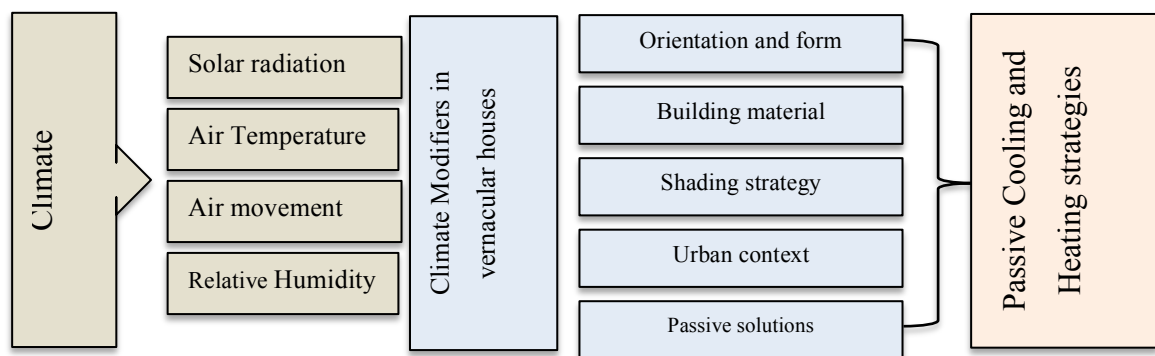 Climate
Solar radiation
Air Temperature
Air movement
Relative Humidity
Climate Modifiers in
vernacular houses
Orientation and form
Building material
Shading strategy
Urban context
Passive solutions
Passive Cooling and
Heating strategies